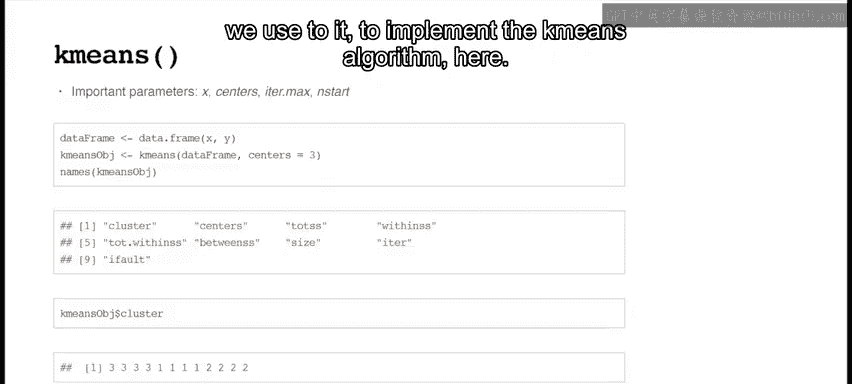 we use to it, to implement the kmeans
algorithm, here.
kmeans()
· Important parameters: x, centers, iter.max, nstart
dataFrame <- data.frame(x, y)
kmeansObj <- kmeans(dataFrame, centers = 3)
names(kmeansObj)
## [1] "cluster"      "centers"      "totss"        "withinss"
## [5] "tot.withinss" "betweenss"    "size"         "iter"
## [9] "ifault"
kmeansObj$cluster
##  [1] 3 3 3 3 1 1 1 1 2 2 2 2